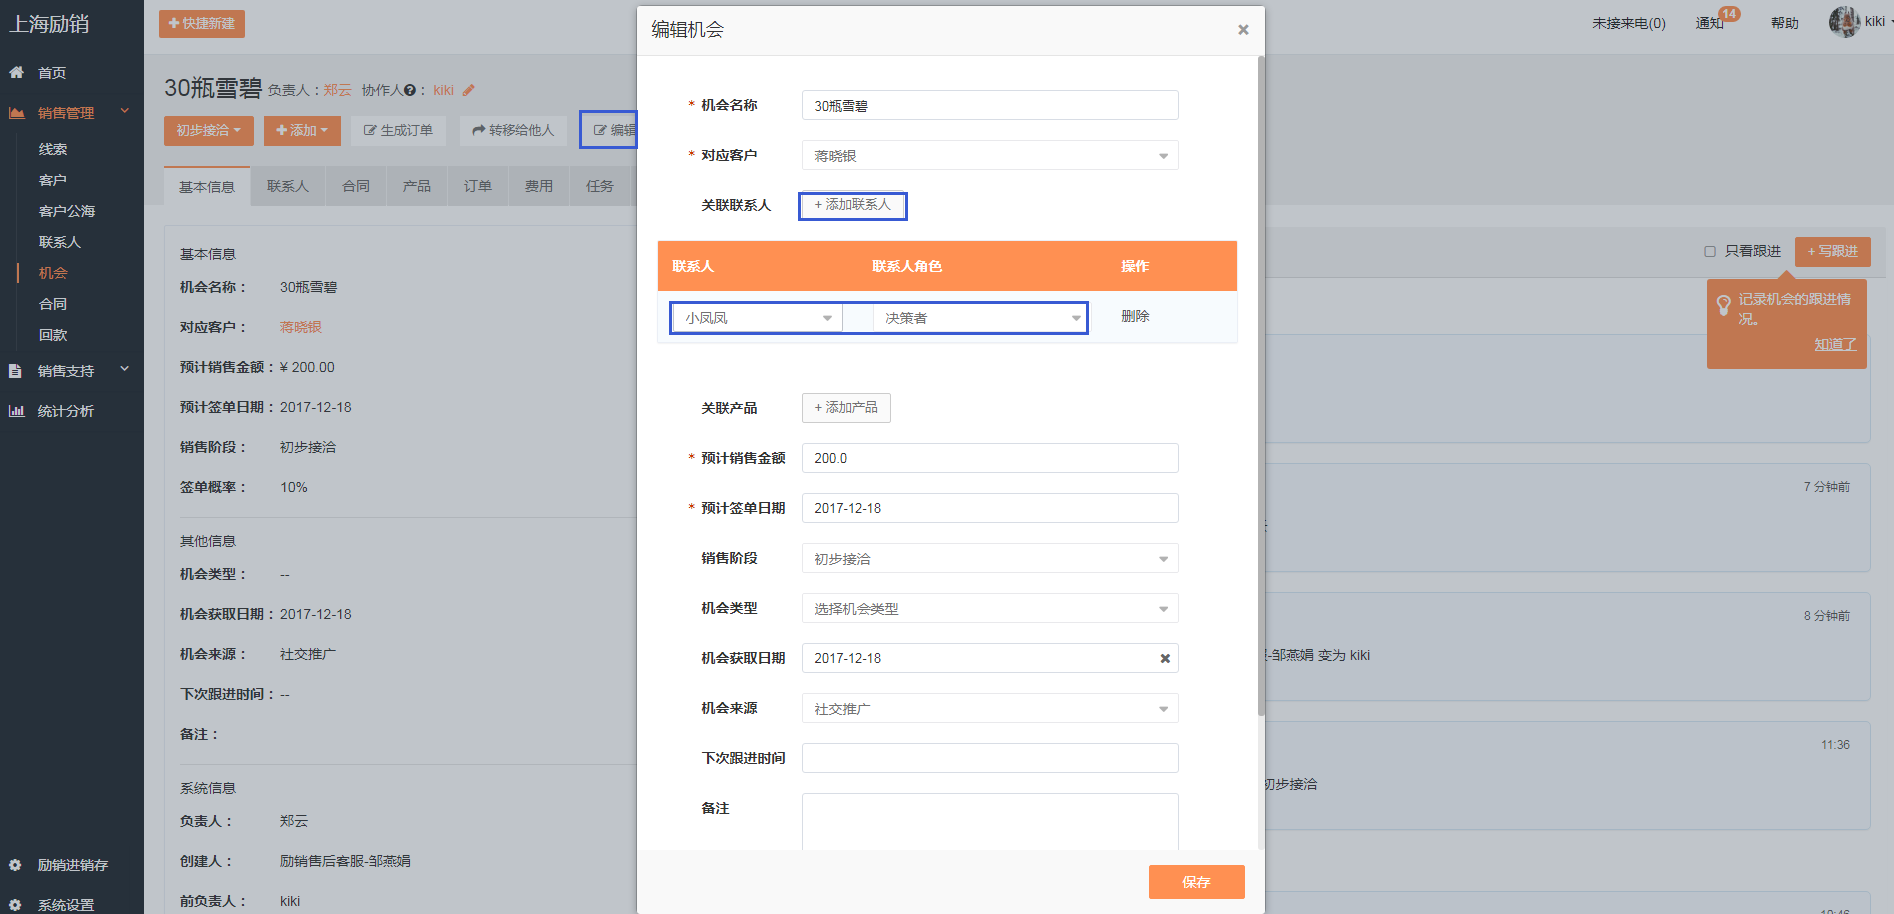 上海励销
首页
销售管理
线索
客户
客户公海
联系人
机会
合同
回款
销售支持
统计分析
励销进销存
系统设置
快捷新建
未接来电(0)
通知
14
帮助
kiki
30瓶雪碧 负责人：郑云 协作人 ： kiki
初步接洽
添加
生成订单
转移给他人
编辑
基本信息
联系人
合同
产品
订单
费用
任务
基本信息
机会名称： 30瓶雪碧
对应客户： 蒋晓银
预计销售金额：¥ 200.00
预计签单日期：2017-12-18
销售阶段： 初步接洽
签单概率： 10%
其他信息
机会类型： --
机会获取日期：2017-12-18
机会来源： 社交推广
下次跟进时间：--
备注：
系统信息
负责人： 郑云
创建人： 励销售后客服-邹燕娟
前负责人： kiki
编辑机会
×
* 机会名称 30瓶雪碧
* 对应客户 蒋晓银
关联联系人 + 添加联系人
联系人 联系人角色 操作
小凤凤 决策者 删除
关联产品 + 添加产品
* 预计销售金额 200.0
* 预计签单日期 2017-12-18
销售阶段 初步接洽
机会类型 选择机会类型
机会获取日期 2017-12-18
机会来源 社交推广
下次跟进时间
备注
保存
只看跟进
+ 写跟进
记录机会的跟进情
况。
知道了
7 分钟前
8 分钟前
-邹燕娟 变为 kiki
11:36
初步接洽